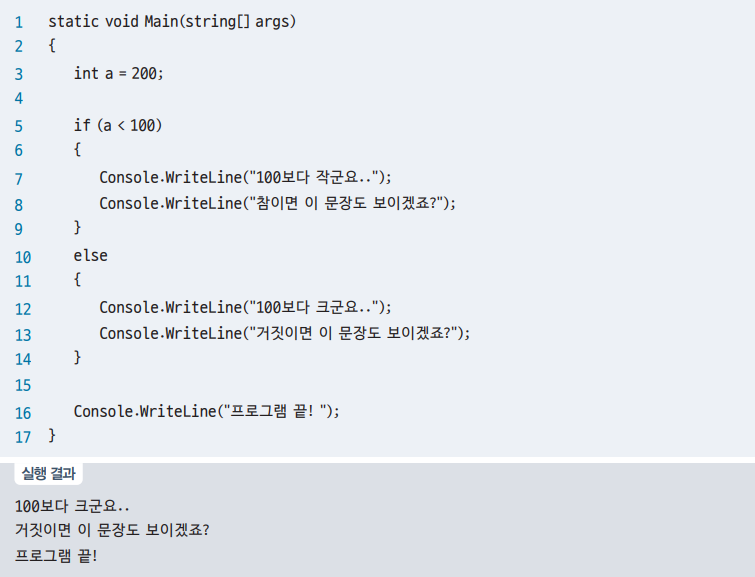 1 static void Main(string[] args)
2 {
3 int a = 200;
4
5 if (a < 100)
6 {
7 Console.WriteLine("100보다 작군요..");
8 Console.WriteLine("참이면 이 문장도 보이겠죠?");
9 }
10 else
11 {
12 Console.WriteLine("100보다 크군요..");
13 Console.WriteLine("거짓이면 이 문장도 보이겠죠?");
14 }
15
16 Console.WriteLine("프로그램 끝! ");
17 }
실행 결과
100보다 크군요..
거짓이면 이 문장도 보이겠죠?
프로그램 끝!